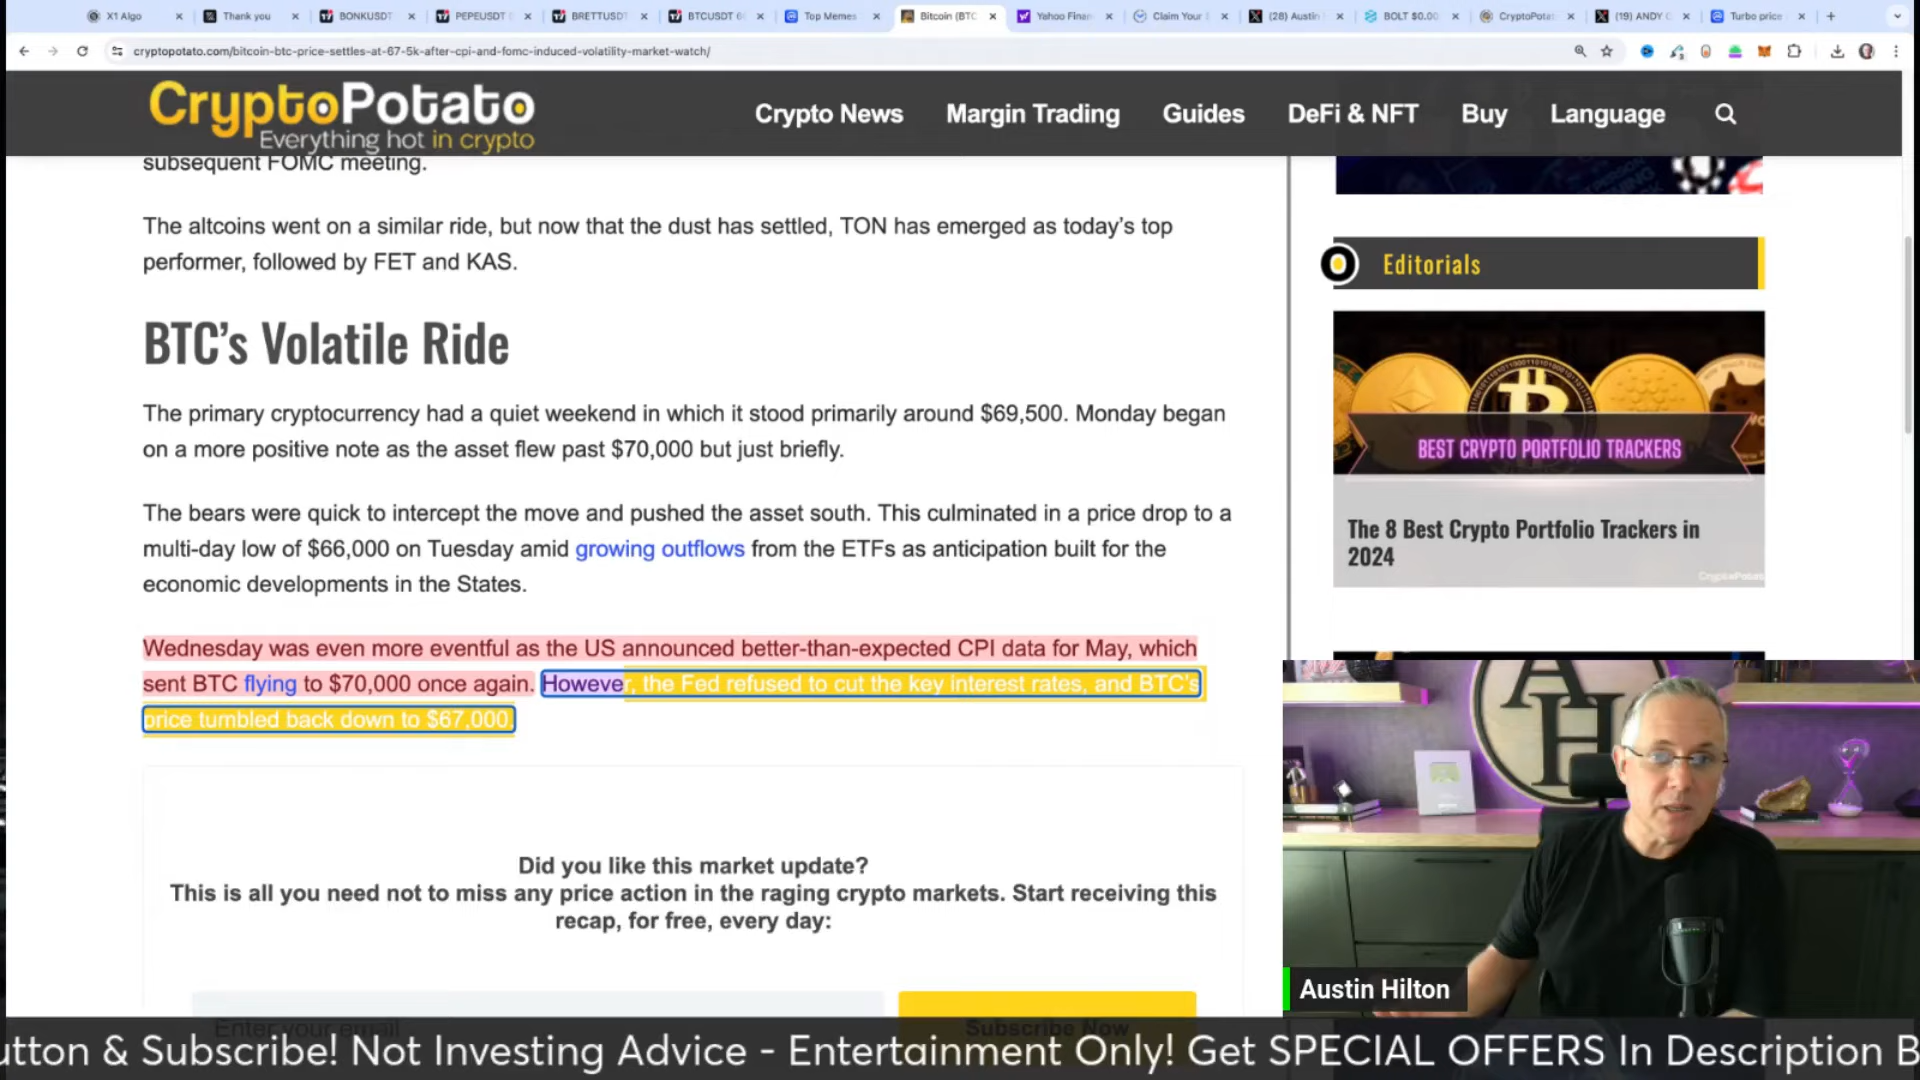 X1 Algo
Thank you
BONKUSDT
PEPEUSDT
BRETTUSDT
BTCUSDT
Top Memes
Bitcoin (BTC
Yahoo Finan
Claim Your
(28) Austin
BOLT $0.00
CryptoPotat
(19) ANDY
Turbo price
cryptopotato.com/bitcoin-btc-price-settles-at-67-5k-after-cpi-and-fomc-induced-volatility-market-watch/
CryptoPotato
Everything hot in crypto
Crypto News Margin Trading Guides DeFi & NFT Buy Language
subsequent FOMC meeting.
The altcoins went on a similar ride, but now that the dust has settled, TON has emerged as today's top
performer, followed by FET and KAS.
BTC's Volatile Ride
The primary cryptocurrency had a quiet weekend in which it stood primarily around $69,500. Monday began
on a more positive note as the asset flew past $70,000 but just briefly.
The bears were quick to intercept the move and pushed the asset south. This culminated in a price drop to a
multi-day low of $66,000 on Tuesday amid growing outflows from the ETFs as anticipation built for the
economic developments in the States.
Wednesday was even more eventful as the US announced better-than-expected CPI data for May, which
sent BTC flying to $70,000 once again. However, the Fed refused to cut the key interest rates, and BTC's
price tumbled back down to $67,000.
Did you like this market update?
This is all you need not to miss any price action in the raging crypto markets. Start receiving this
recap, for free, every day:
Enter your email
Subscribe Now
Editorials
BEST CRYPTO PORTFOLIO TRACKERS
The 8 Best Crypto Portfolio Trackers in
2024
CryptoPotat
AH
Austin Hilton
utton & Subscribe! Not Investing Advice - Entertainment Only! Get SPECIAL OFFERS In Description B